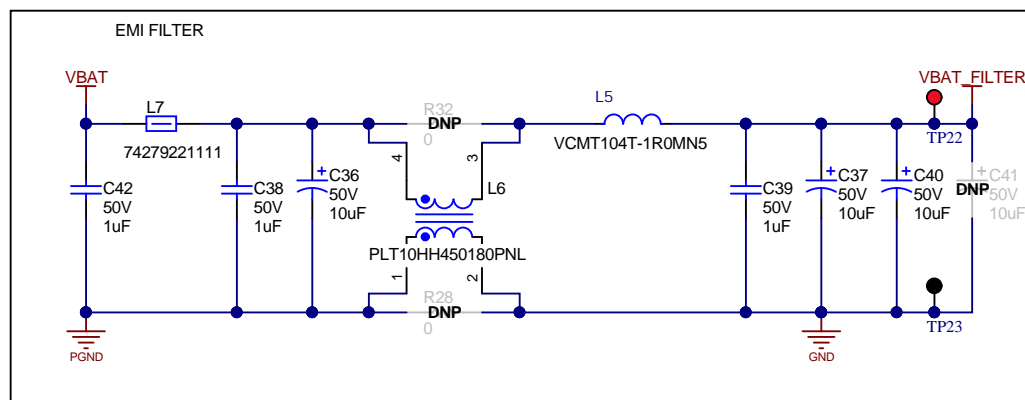 EMI FILTER
VBAT
VBAT_FILTER
L7
R32
DNP
0
L5
TP22
74279221111
VCMT104T-1R0MN5
4
3
C42
50V
1uF
C38
50V
1uF
C36
50V
10uF
L6
C39
50V
1uF
C37
50V
10uF
C40
50V
10uF
C41
DNP
50V
10uF
PLT10HH450180PNL
1
2
R28
DNP
0
TP23
PGND
GND